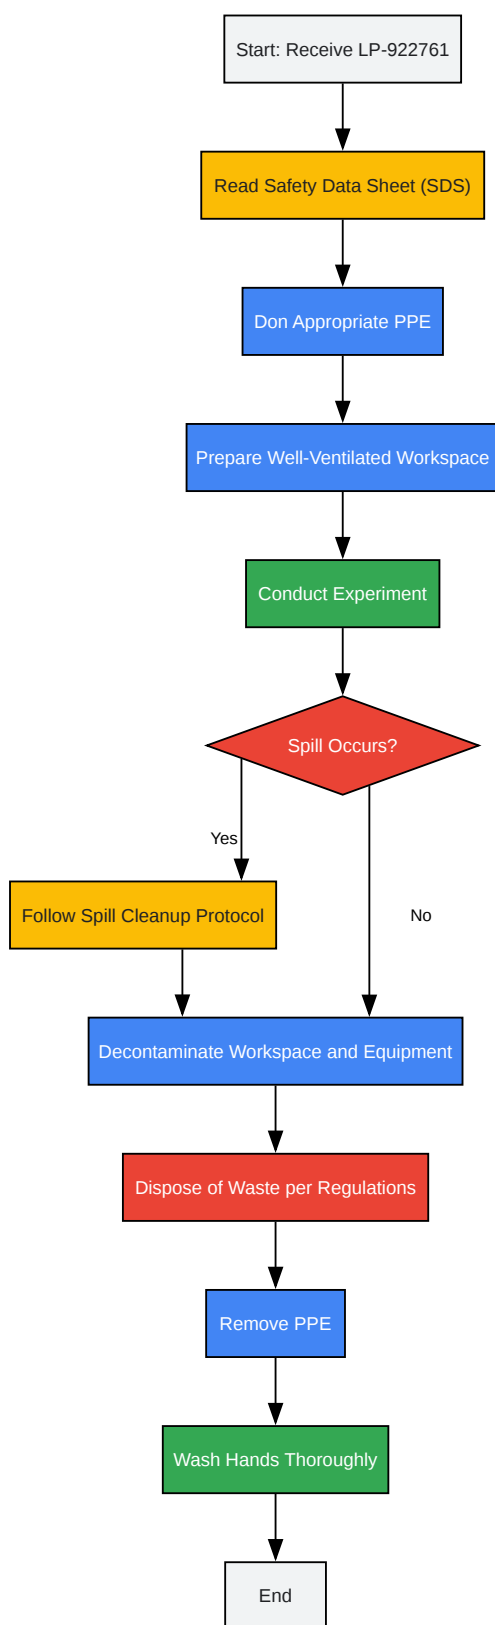 Start: Receive LP-922761
Read Safety Data Sheet (SDS)
Don Appropriate PPE
Prepare Well-Ventilated Workspace
Conduct Experiment
Spill Occurs?
Yes
Follow Spill Cleanup Protocol
No
Decontaminate Workspace and Equipment
Dispose of Waste per Regulations
Remove PPE
Wash Hands Thoroughly
End